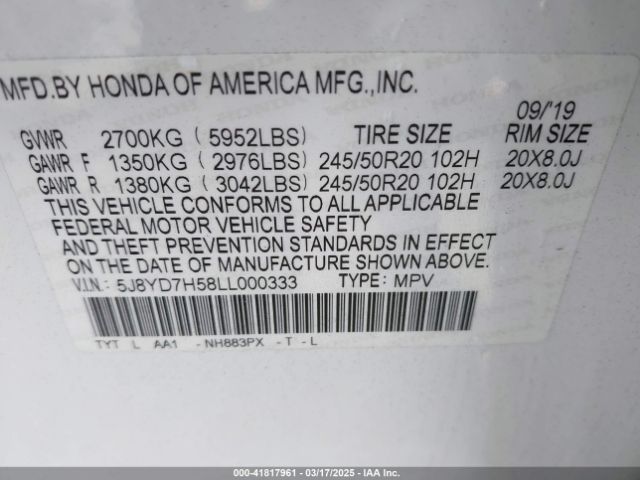 MFD.BY HONDA OF AMERICA MFG.,INC.
09/'19
GVWR 2700KG (5952LBS) TIRE SIZE RIM SIZE
GAWR F 1350KG (2976LBS) 245/50R20 102H 20X8.0J
GAWR R 1380KG (3042LBS) 245/50R20 102H 20X8.0J
THIS VEHICLE CONFORMS TO ALL APPLICABLE
FEDERAL MOTOR VEHICLE SAFETY
AND THEFT PREVENTION STANDARDS IN EFFECT
ON THE DATE OF MANUFACTURE SHOWN ABOVE.
V.I.N.: 5J8YD7H58LL000333 TYPE: MPV
TYT L AA1 -NH883PX -T -L
000-41817961 - 03/17/2025 - IAA Inc.